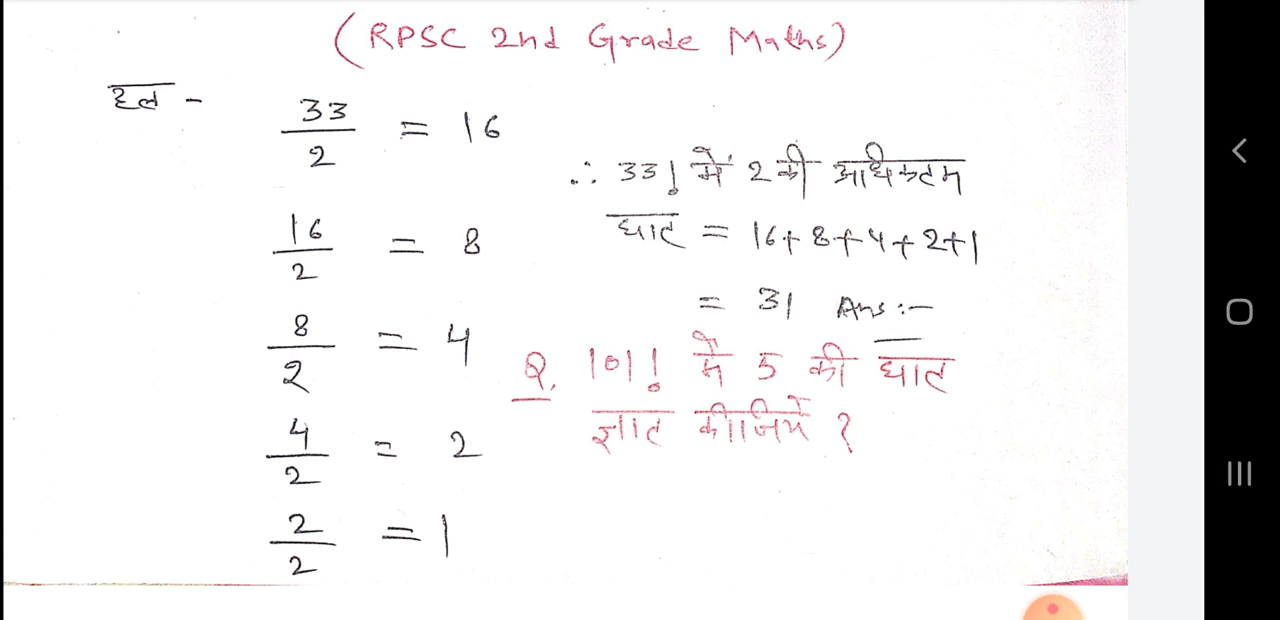 (RPSC 2nd Grade Maths)
हल -
33/2 = 16
16/2 = 8
8/2 = 4
4/2 = 2
2/2 = 1
∴ 33! में 2 की अधिकतम
घात = 16+8+4+2+1
= 31 Ans:-
Q. 101! में 5 की घात
ज्ञात कीजिये ?